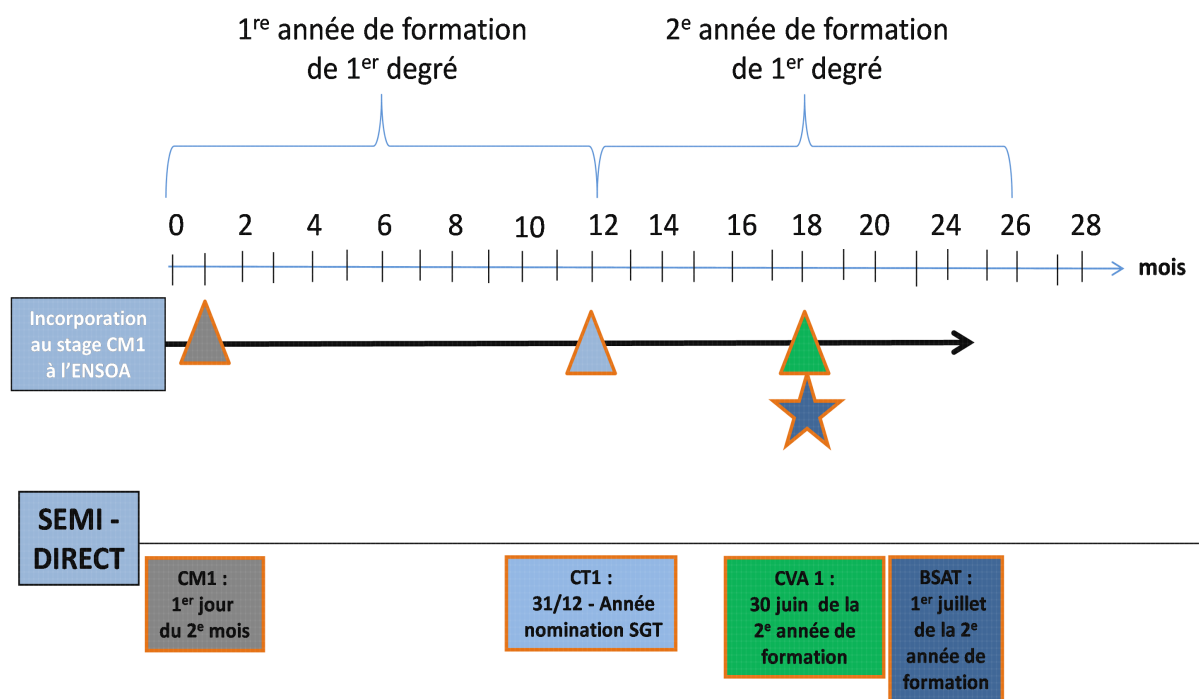 1re année de formation
de 1er degré
2e année de formation
de 1er degré
0 2 4 6 8 10 12 14 16 18 20 24 26 28
mois
Incorporation
au stage CM1
à l'ENSOA
SEMI -
DIRECT
CM1 :
1er jour
du 2e mois
CT1 :
31/12 - Année
nomination SGT
CVA 1 :
30 juin de la
2e année de
formation
BSAT :
1er juillet
de la 2e
année de
formation